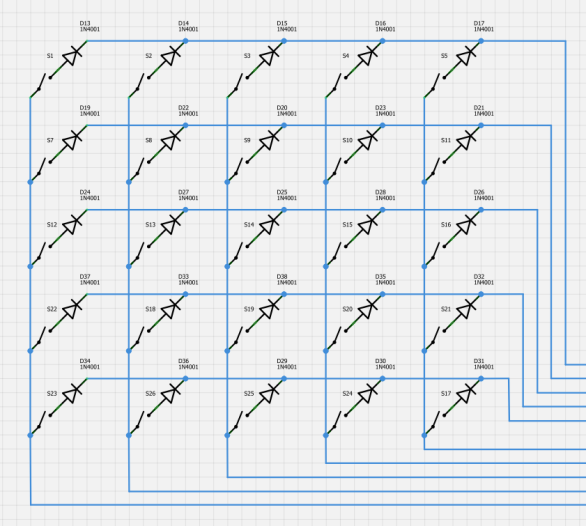 D13
1N4001
D14
1N4001
D15
1N4001
D16
1N4001
D17
1N4001
S1
S2
S3
S4
S5
D19
1N4001
D22
1N4001
D20
1N4001
D23
1N4001
D21
1N4001
S7
S8
S9
S10
S11
D24
1N4001
D27
1N4001
D25
1N4001
D28
1N4001
D26
1N4001
S12
S13
S14
S15
S16
D37
1N4001
D33
1N4001
D38
1N4001
D35
1N4001
D32
1N4001
S22
S18
S19
S20
S21
D34
1N4001
D36
1N4001
D29
1N4001
D30
1N4001
D31
1N4001
S23
S26
S25
S24
S17